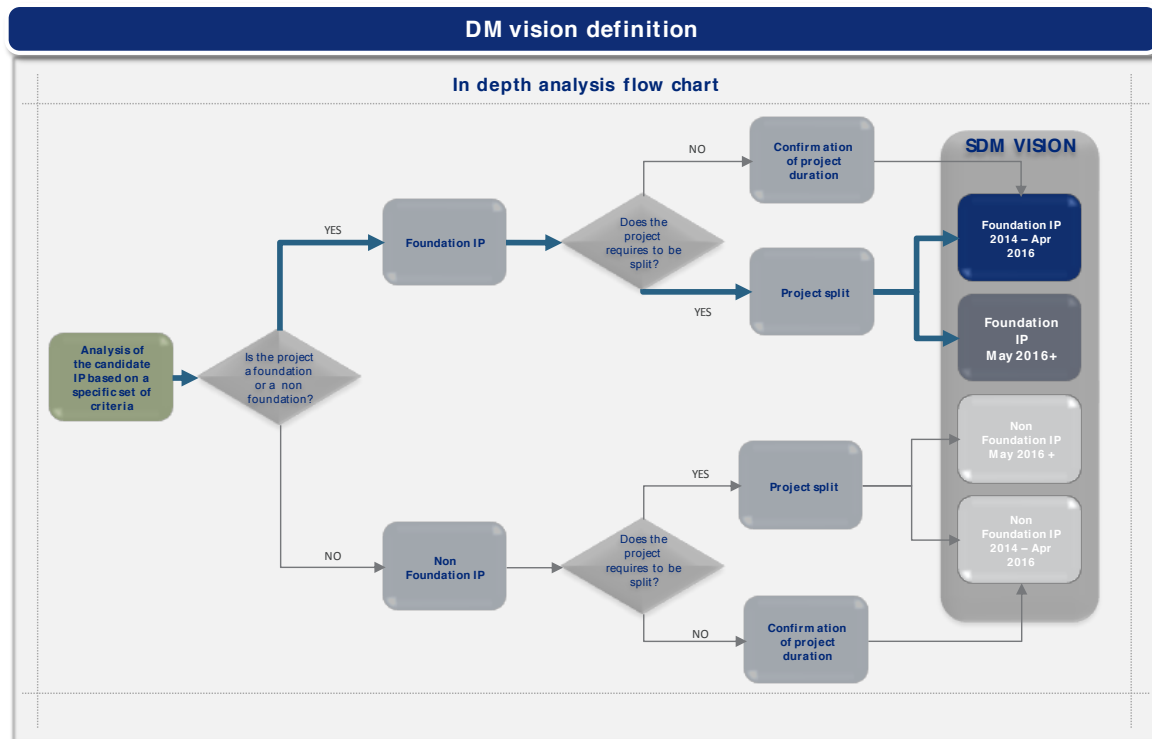 DM vision definition
In depth analysis flow chart
NO
Confirmation
of project
duration
SDM VISION
YES
Foundation IP
Does the
project
requires to be
split?
Foundation IP
2014 – Apr
2016
Project split
YES
Foundation
IP
May 2016+
Analysis of
the candidate
IP based on a
specific set of
criteria
Is the project
a foundation
or a non
foundation?
Non
Foundation IP
May 2016 +
YES
Project split
NO
Non
Foundation IP
Does the
project
requires to be
split?
Non
Foundation IP
2014 – Apr
2016
NO
Confirmation
of project
duration